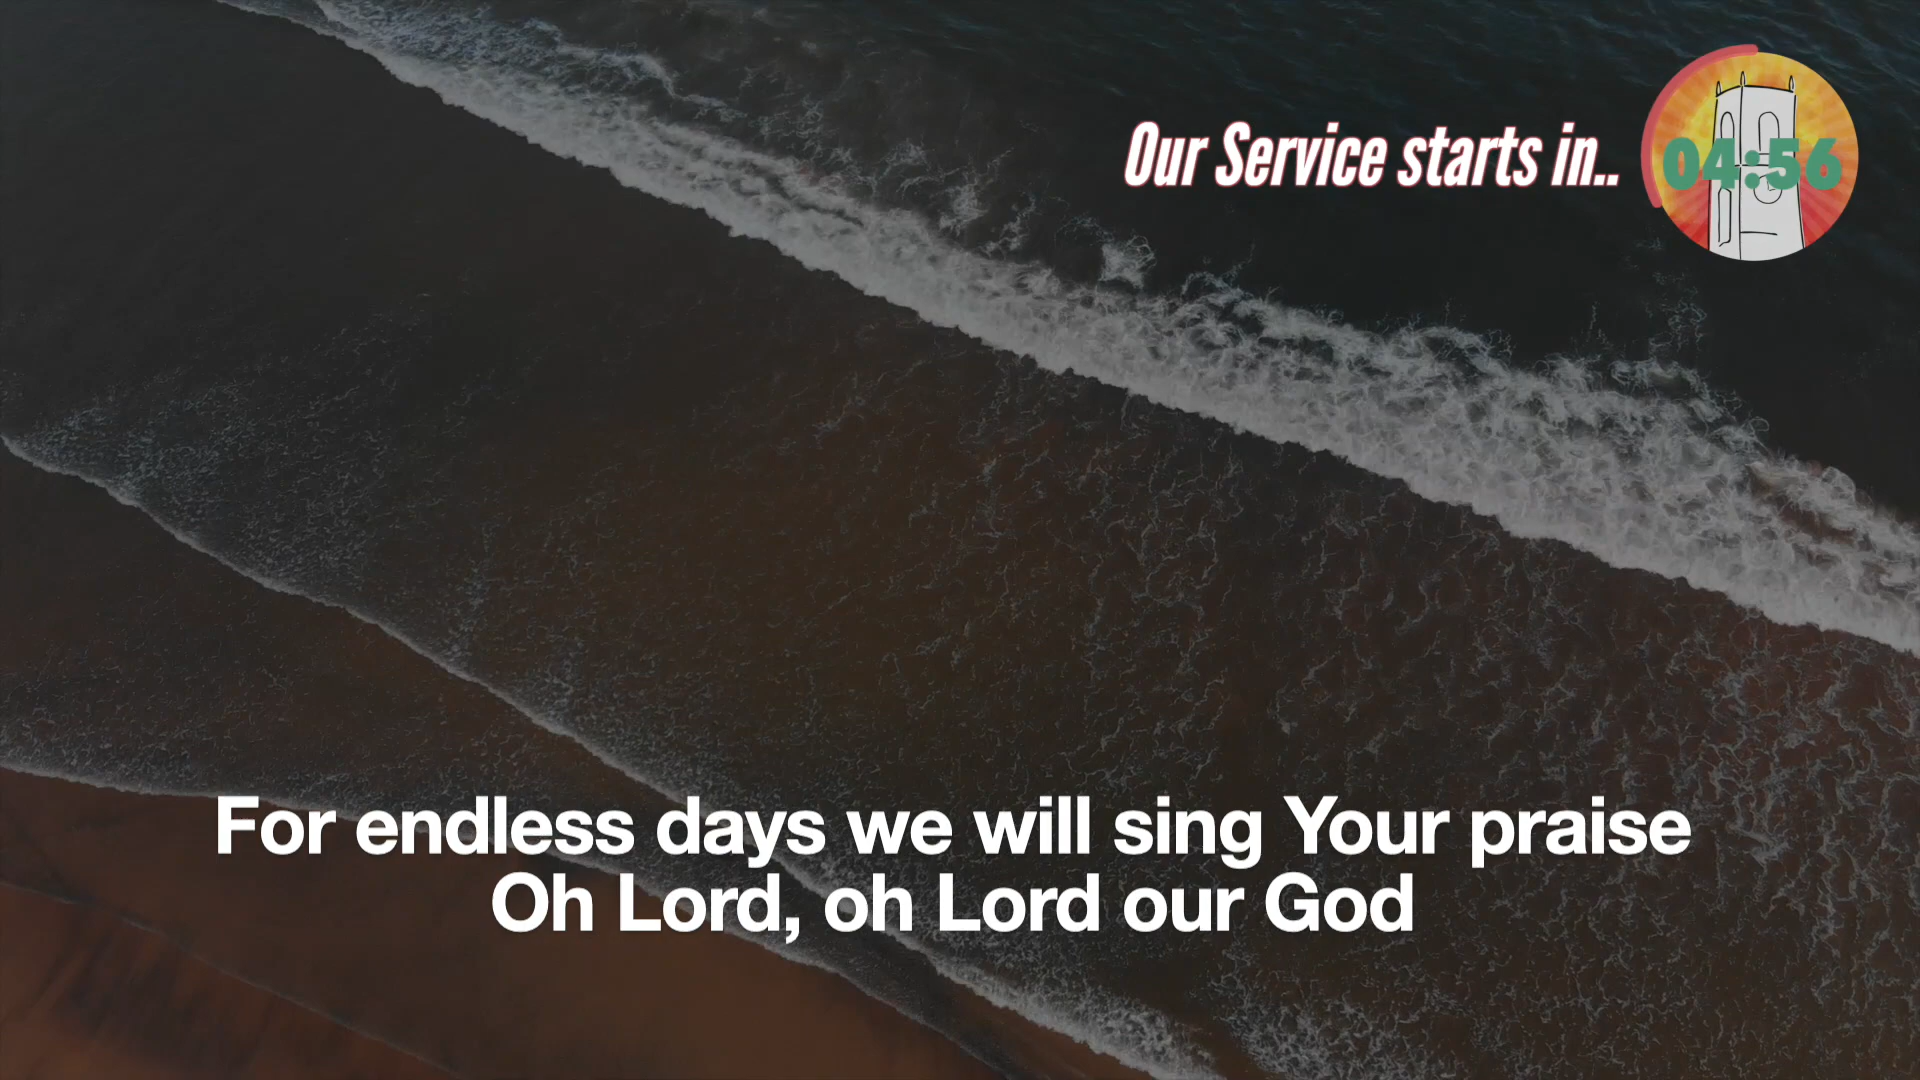 Our Service starts in..
04:56
For endless days we will sing Your praise
Oh Lord, oh Lord our God